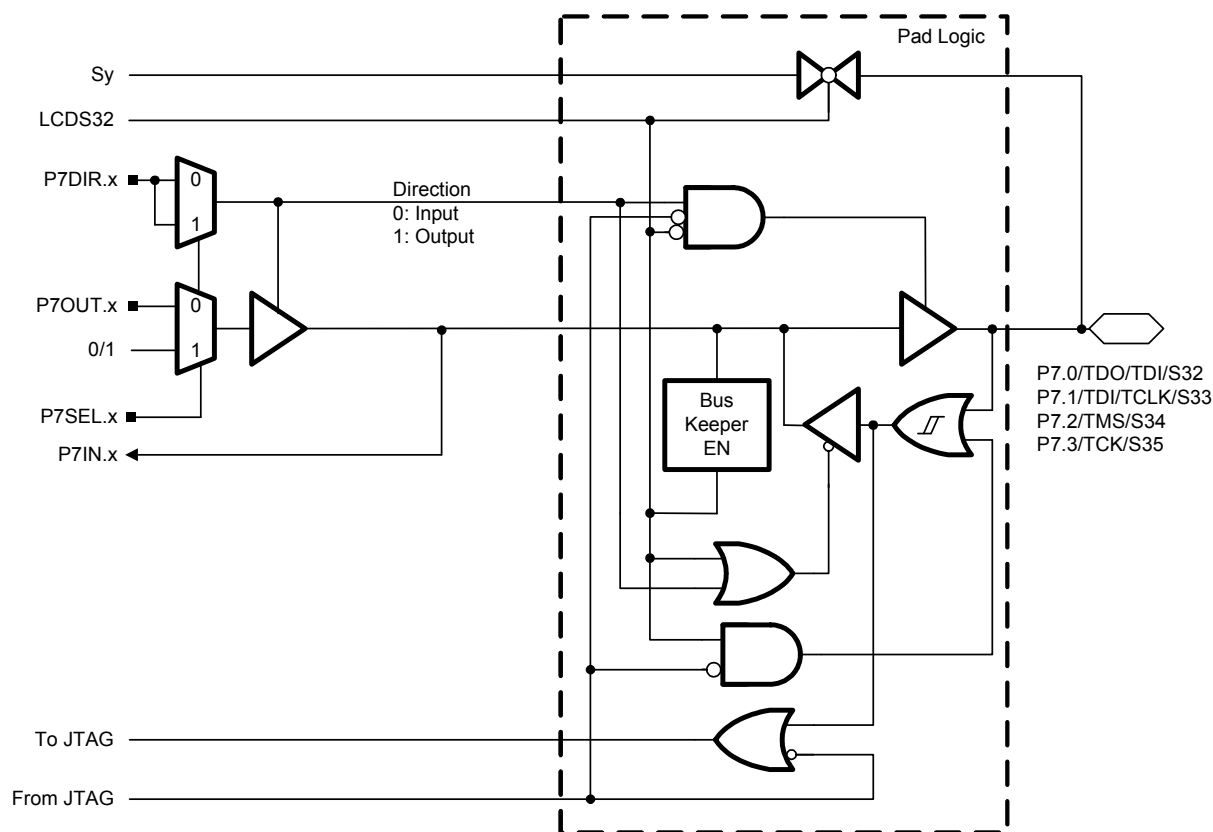 Pad Logic
Sy
LCDS32
P7DIR.x
0
1
Direction
0: Input
1: Output
P7OUT.x
0
0/1
1
P7SEL.x
P7IN.x
Bus
Keeper
EN
P7.0/TDO/TDI/S32
P7.1/TDI/TCLK/S33
P7.2/TMS/S34
P7.3/TCK/S35
To JTAG
From JTAG